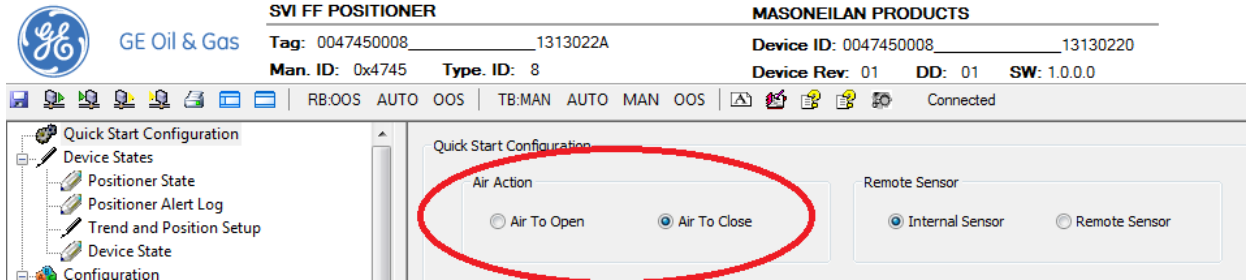 SVI FF POSITIONER
MASONEILAN PRODUCTS
GE Oil & Gas
Tag: 0047450008_______________1313022A
Device ID: 0047450008_______________13130220
Man. ID: 0x4745 Type. ID: 8
Device Rev: 01 DD: 01 SW: 1.0.0.0
RB:OOS AUTO OOS TB:MAN AUTO MAN OOS Connected
Quick Start Configuration
Device States
Positioner State
Positioner Alert Log
Trend and Position Setup
Device State
Configuration
Quick Start Configuration
Air Action
Remote Sensor
Air To Open Air To Close
Internal Sensor Remote Sensor